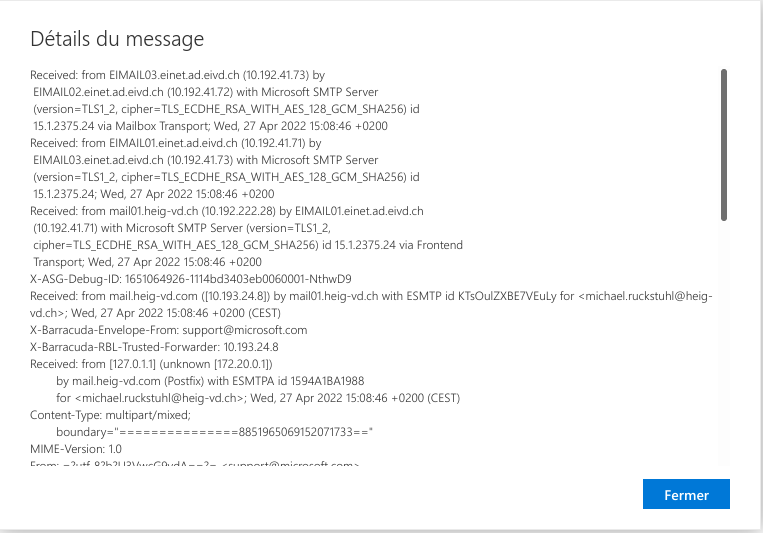 Détails du message
Received: from EIMAIL03.einet.ad.eivd.ch (10.192.41.73) by
EIMAIL02.einet.ad.eivd.ch (10.192.41.72) with Microsoft SMTP Server
(version=TLS1_2, cipher=TLS_ECDHE_RSA_WITH_AES_128_GCM_SHA256) id
15.1.2375.24 via Mailbox Transport; Wed, 27 Apr 2022 15:08:46 +0200
Received: from EIMAIL01.einet.ad.eivd.ch (10.192.41.71) by
EIMAIL03.einet.ad.eivd.ch (10.192.41.73) with Microsoft SMTP Server
(version=TLS1_2, cipher=TLS_ECDHE_RSA_WITH_AES_128_GCM_SHA256) id
15.1.2375.24; Wed, 27 Apr 2022 15:08:46 +0200
Received: from mail01.heig-vd.ch (10.192.222.28) by EIMAIL01.einet.ad.eivd.ch
(10.192.41.71) with Microsoft SMTP Server (version=TLS1_2,
cipher=TLS_ECDHE_RSA_WITH_AES_128_GCM_SHA256) id 15.1.2375.24 via Frontend
Transport; Wed, 27 Apr 2022 15:08:46 +0200
X-ASG-Debug-ID: 1651064926-1114bd3403eb0060001-NthwD9
Received: from mail.heig-vd.com ([10.193.24.8]) by mail01.heig-vd.ch with ESMTP id KTsOulZXBE7VEuLy for <michael.ruckstuhl@heig-
vd.ch>; Wed, 27 Apr 2022 15:08:46 +0200 (CEST)
X-Barracuda-Envelope-From: support@microsoft.com
X-Barracuda-RBL-Trusted-Forwarder: 10.193.24.8
Received: from [127.0.1.1] (unknown [172.20.0.1])
by mail.heig-vd.com (Postfix) with ESMTPA id 1594A1BA1988
for <michael.ruckstuhl@heig-vd.ch>; Wed, 27 Apr 2022 15:08:46 +0200 (CEST)
Content-Type: multipart/mixed;
boundary="===============8851965069152071733=="
MIME-Version: 1.0
From: =?utf-8?b?U3VwcG9ydA==?= <support@microsoft.com>
Fermer